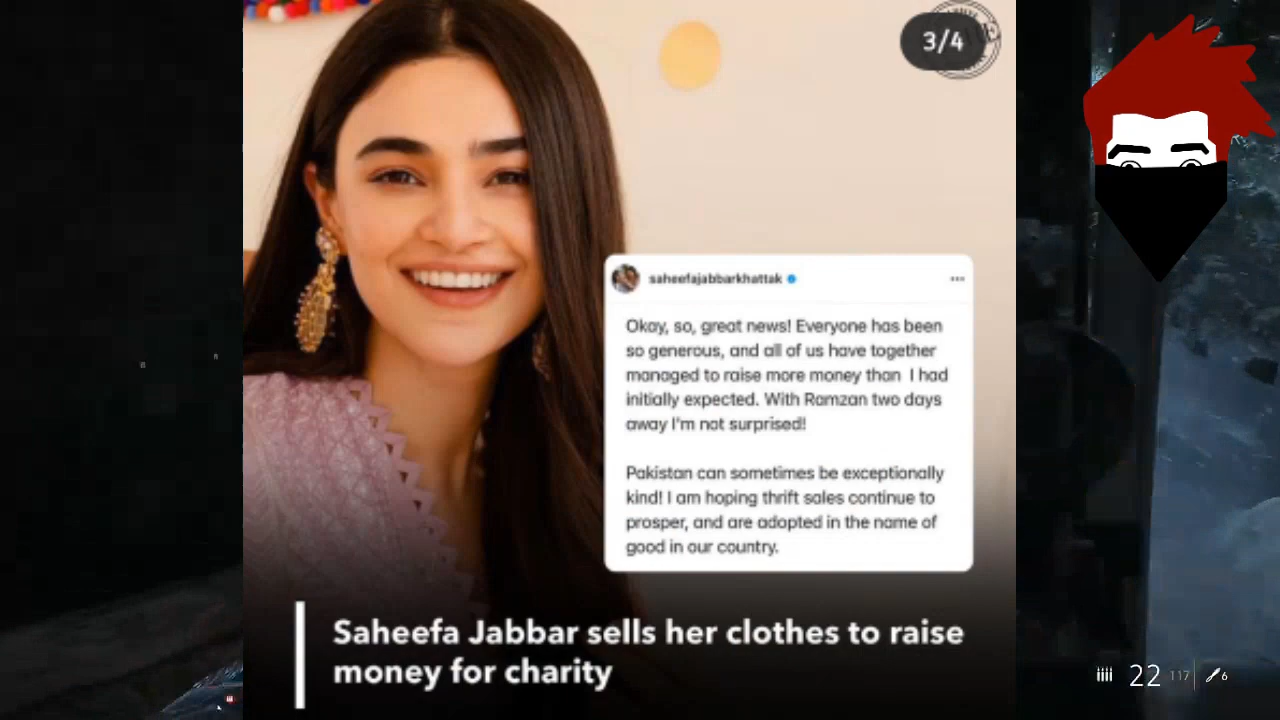 3/4
saheefajabbarkhattak
Okay, so, great news! Everyone has been
so generous, and all of us have together
managed to raise more money than I had
initially expected. With Ramzan two days
away I'm not surprised!
Pakistan can sometimes be exceptionally
kind! I am hoping thrift sales continue to
prosper, and are adopted in the name of
good in our country.
Saheefa Jabbar sells her clothes to raise
money for charity
22 117 6